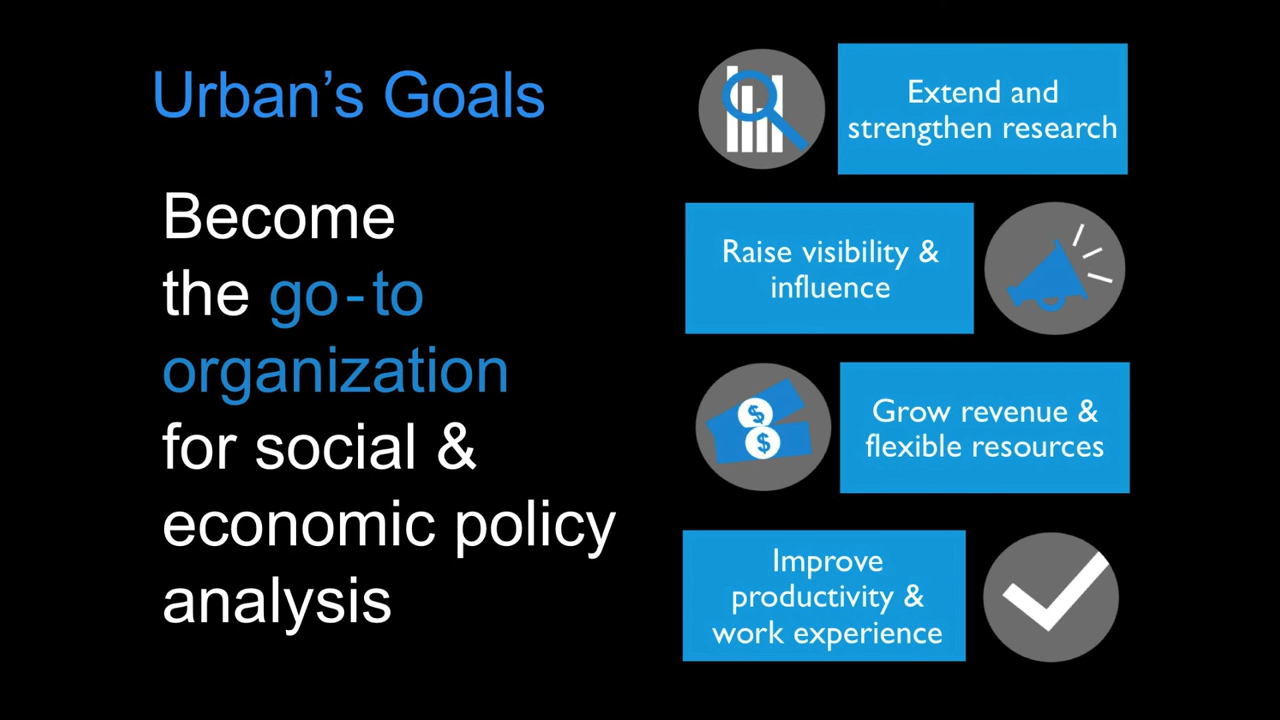 Urban’s Goals
Become
the go-to
organization
for social &
economic policy
analysis
Extend and
strengthen research
Raise visibility &
influence
$
$
Grow revenue &
flexible resources
Improve
productivity &
work experience